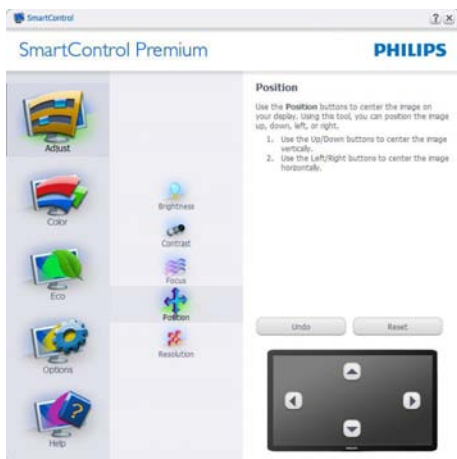 SmartControl
SmartControl Premium
PHILIPS
Adjust
Color
Eco
Options
Help
Brightness
Contrast
Focus
Position
Resolution
Position
Use the Position buttons to center the image on
your display. Using this tool, you can position the image
up, down, left, or right.
1. Use the Up/Down buttons to center the image
vertically.
2. Use the Left/Right buttons to center the image
horizontally.
Undo
Reset